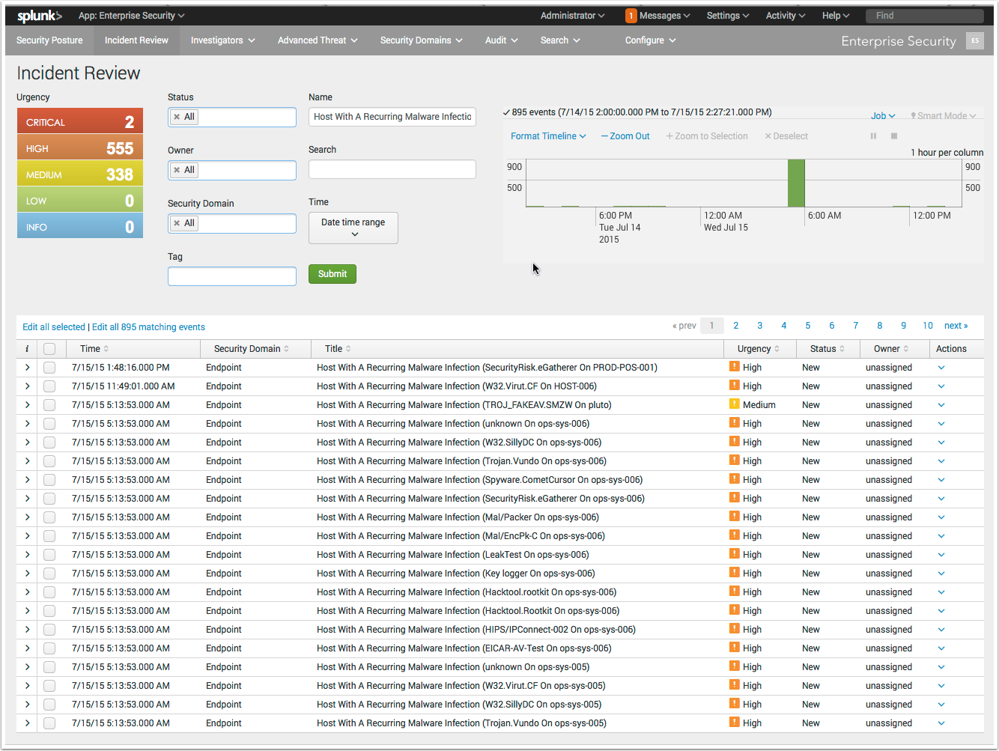 splunk> App: Enterprise Security Administrator 1 Messages Settings Activity Help Find
Security Posture Incident Review Investigators Advanced Threat Security Domains Audit Search Configure Enterprise Security ES
Incident Review
Urgency
CRITICAL 2
HIGH 555
MEDIUM 338
LOW 0
INFO 0
Status
× All
Owner
× All
Security Domain
× All
Tag
Name
Host With A Recurring Malware Infectio
Search
Time
Date time range
Submit
✓ 895 events (7/14/15 2:00:00.000 PM to 7/15/15 2:27:21.000 PM)
Job Smart Mode
Format Timeline — Zoom Out + Zoom to Selection × Deselect
1 hour per column
900 900
500 500
6:00 PM 12:00 AM 6:00 AM 12:00 PM
Tue Jul 14 Wed Jul 15
2015
Edit all selected | Edit all 895 matching events « prev 1 2 3 4 5 6 7 8 9 10 next »
i Time Security Domain Title Urgency Status Owner Actions
7/15/15 1:48:16.000 PM Endpoint Host With A Recurring Malware Infection (SecurityRisk.eGatherer On PROD-POS-001) ! High New unassigned
7/15/15 11:49:01.000 AM Endpoint Host With A Recurring Malware Infection (W32.Virut.CF On HOST-006) ! High New unassigned
7/15/15 5:13:53.000 AM Endpoint Host With A Recurring Malware Infection (TROJ_FAKEAV.SMZW On pluto) ! Medium New unassigned
7/15/15 5:13:53.000 AM Endpoint Host With A Recurring Malware Infection (unknown On ops-sys-006) ! High New unassigned
7/15/15 5:13:53.000 AM Endpoint Host With A Recurring Malware Infection (W32.SillyDC On ops-sys-006) ! High New unassigned
7/15/15 5:13:53.000 AM Endpoint Host With A Recurring Malware Infection (Trojan.Vundo On ops-sys-006) ! High New unassigned
7/15/15 5:13:53.000 AM Endpoint Host With A Recurring Malware Infection (Spyware.CometCursor On ops-sys-006) ! High New unassigned
7/15/15 5:13:53.000 AM Endpoint Host With A Recurring Malware Infection (SecurityRisk.eGatherer On ops-sys-006) ! High New unassigned
7/15/15 5:13:53.000 AM Endpoint Host With A Recurring Malware Infection (Mal/Packer On ops-sys-006) ! High New unassigned
7/15/15 5:13:53.000 AM Endpoint Host With A Recurring Malware Infection (Mal/EncPk-C On ops-sys-006) ! High New unassigned
7/15/15 5:13:53.000 AM Endpoint Host With A Recurring Malware Infection (LeakTest On ops-sys-006) ! High New unassigned
7/15/15 5:13:53.000 AM Endpoint Host With A Recurring Malware Infection (Key logger On ops-sys-006) ! High New unassigned
7/15/15 5:13:53.000 AM Endpoint Host With A Recurring Malware Infection (Hacktool.rootkit On ops-sys-006) ! High New unassigned
7/15/15 5:13:53.000 AM Endpoint Host With A Recurring Malware Infection (Hacktool.Rootkit On ops-sys-006) ! High New unassigned
7/15/15 5:13:53.000 AM Endpoint Host With A Recurring Malware Infection (HIPS/IPConnect-002 On ops-sys-006) ! High New unassigned
7/15/15 5:13:53.000 AM Endpoint Host With A Recurring Malware Infection (EICAR-AV-Test On ops-sys-006) ! High New unassigned
7/15/15 5:13:53.000 AM Endpoint Host With A Recurring Malware Infection (unknown On ops-sys-005) ! High New unassigned
7/15/15 5:13:53.000 AM Endpoint Host With A Recurring Malware Infection (W32.Virut.CF On ops-sys-005) ! High New unassigned
7/15/15 5:13:53.000 AM Endpoint Host With A Recurring Malware Infection (W32.SillyDC On ops-sys-005) ! High New unassigned
7/15/15 5:13:53.000 AM Endpoint Host With A Recurring Malware Infection (Trojan.Vundo On ops-sys-005) ! High New unassigned